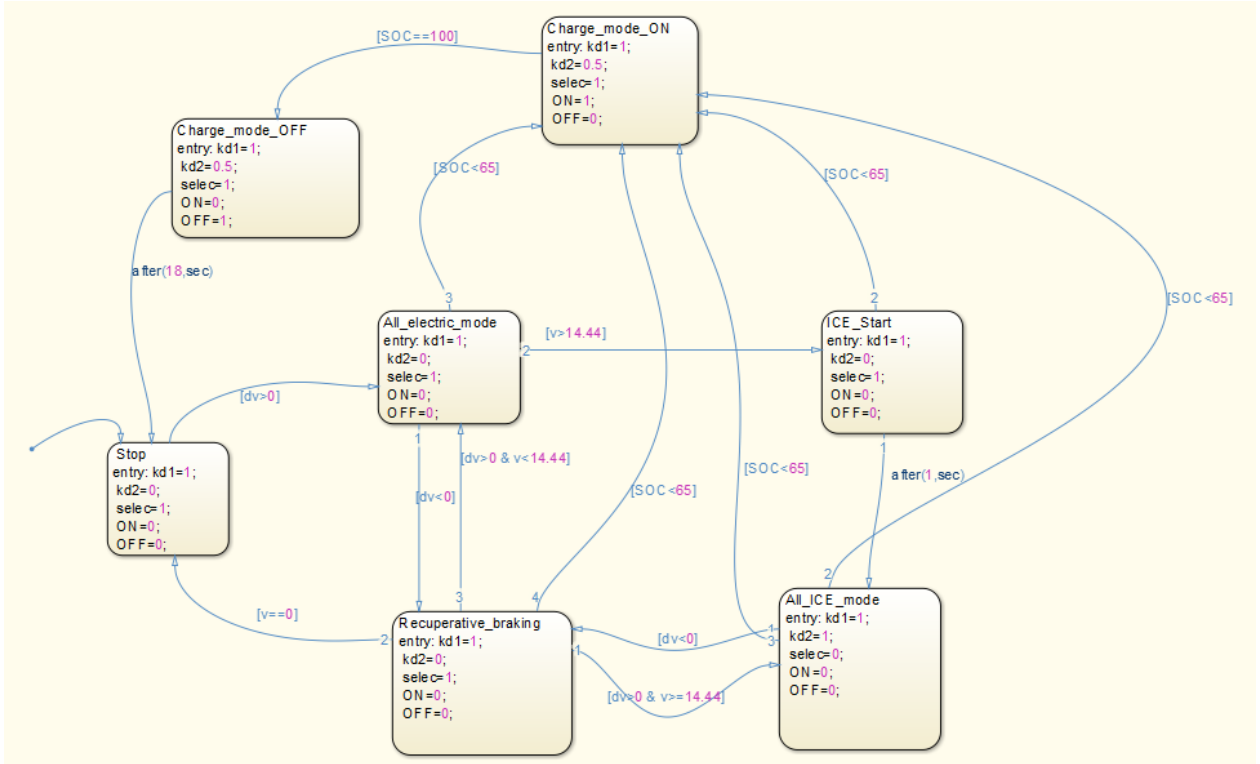 Charge_mode_ON
entry: kd1=1;
kd2=0.5;
selec=1;
ON=1;
OFF=0;
[SOC==100]
Charge_mode_OFF
entry: kd1=1;
kd2=0.5;
selec=1;
ON=0;
OFF=1;
[SOC<65]
[SOC<65]
after(18,sec)
[SOC<65]
3
2
All_electric_mode
entry: kd1=1;
kd2=0;
selec=1;
ON=0;
OFF=0;
2
[v>14.44]
ICE_Start
entry: kd1=1;
kd2=0;
selec=1;
ON=0;
OFF=0;
[dv>0]
1
1
Stop
entry: kd1=1;
kd2=0;
selec=1;
ON=0;
OFF=0;
[dv>0 & v<14.44]
[dv<0]
[SOC<65]
[SOC<65]
after(1,sec)
3
4
2
[v==0]
2
Recuperative_braking
entry: kd1=1;
kd2=0;
selec=1;
ON=0;
OFF=0;
1
[dv<0]
1
3
[dv>0 & v>=14.44]
All_ICE_mode
entry: kd1=1;
kd2=1;
selec=0;
ON=0;
OFF=0;